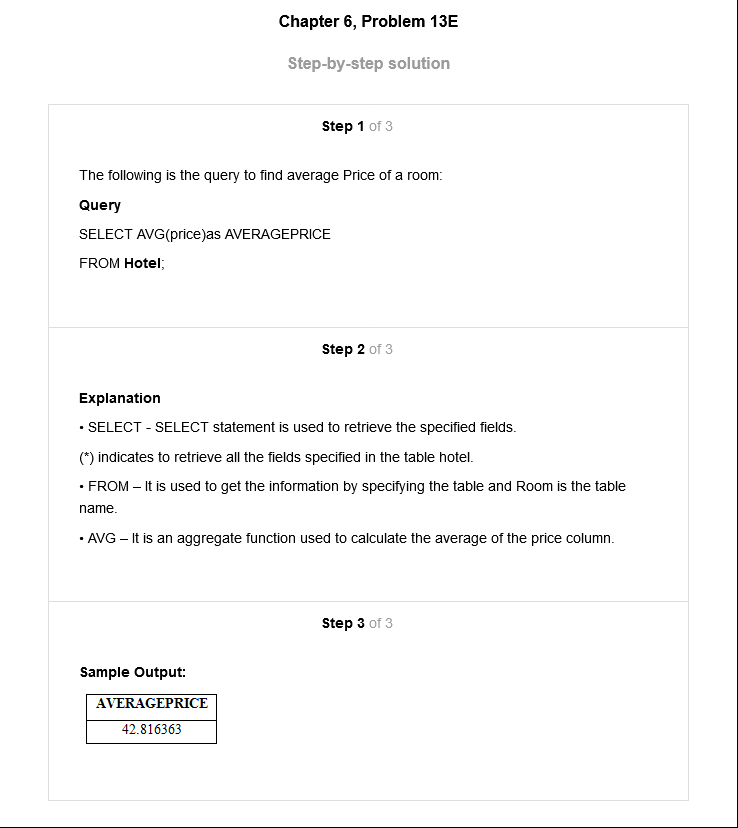 Chapter 6, Problem 13E
Step-by-step solution
Step 1 of 3
The following is the query to find average Price of a room:
Query
SELECT AVG(price)as AVERAGEPRICE
FROM Hotel;
Step 2 of 3
Explanation
• SELECT - SELECT statement is used to retrieve the specified fields.
(*) indicates to retrieve all the fields specified in the table hotel.
• FROM – It is used to get the information by specifying the table and Room is the table
name.
• AVG – It is an aggregate function used to calculate the average of the price column.
Step 3 of 3
Sample Output:
AVERAGEPRICE
42.816363